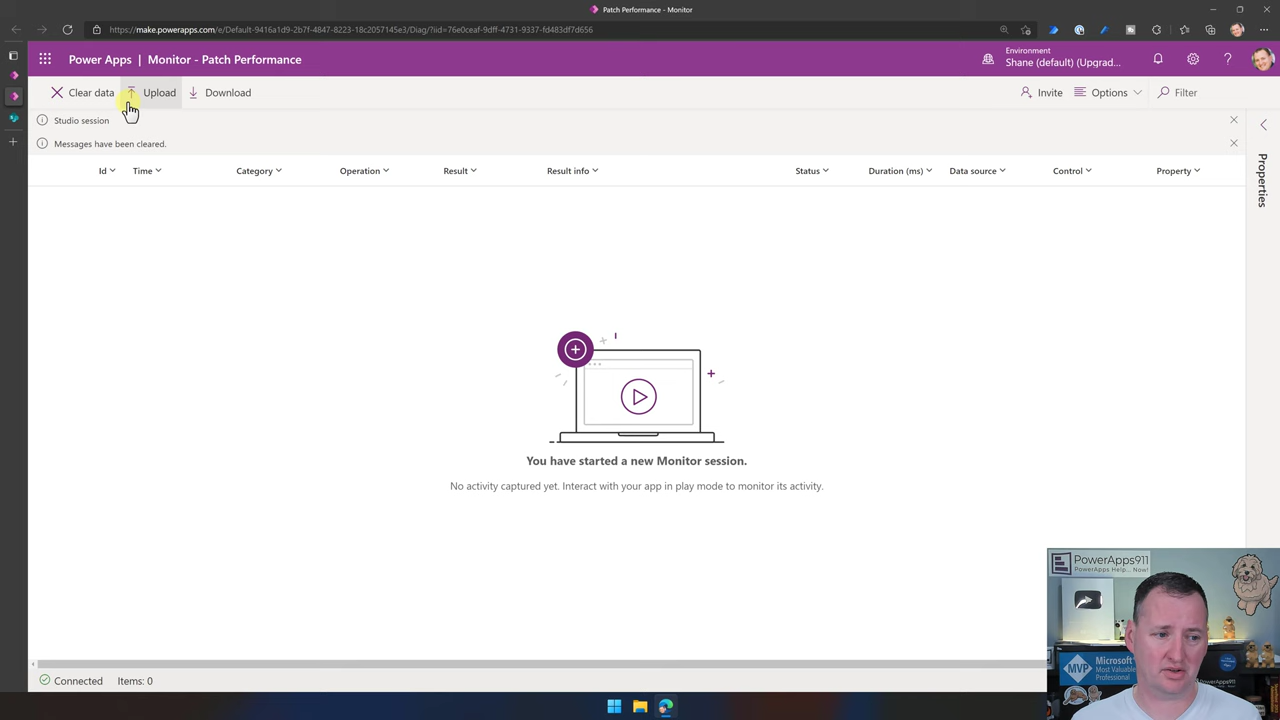 Patch Performance - Monitor
https://make.powerapps.com/e/Default-9416a1d9-2b7f-4847-8223-18c2057145e3/Diag/?iid=76e0ceaf-9dff-4731-9337-fd483df7d656
Power Apps | Monitor - Patch Performance
Environment
Shane (default) (Upgrad...
Clear data
Upload
Download
Invite
Options
Filter
Studio session
Messages have been cleared.
Id Time Category Operation Result Result info Status Duration (ms) Data source Control Property
Properties
You have started a new Monitor session.
No activity captured yet. Interact with your app in play mode to monitor its activity.
PowerApps911
PowerApps Help... Now!
MVP
Microsoft
Most Valuable
Professional
Connected
Items: 0